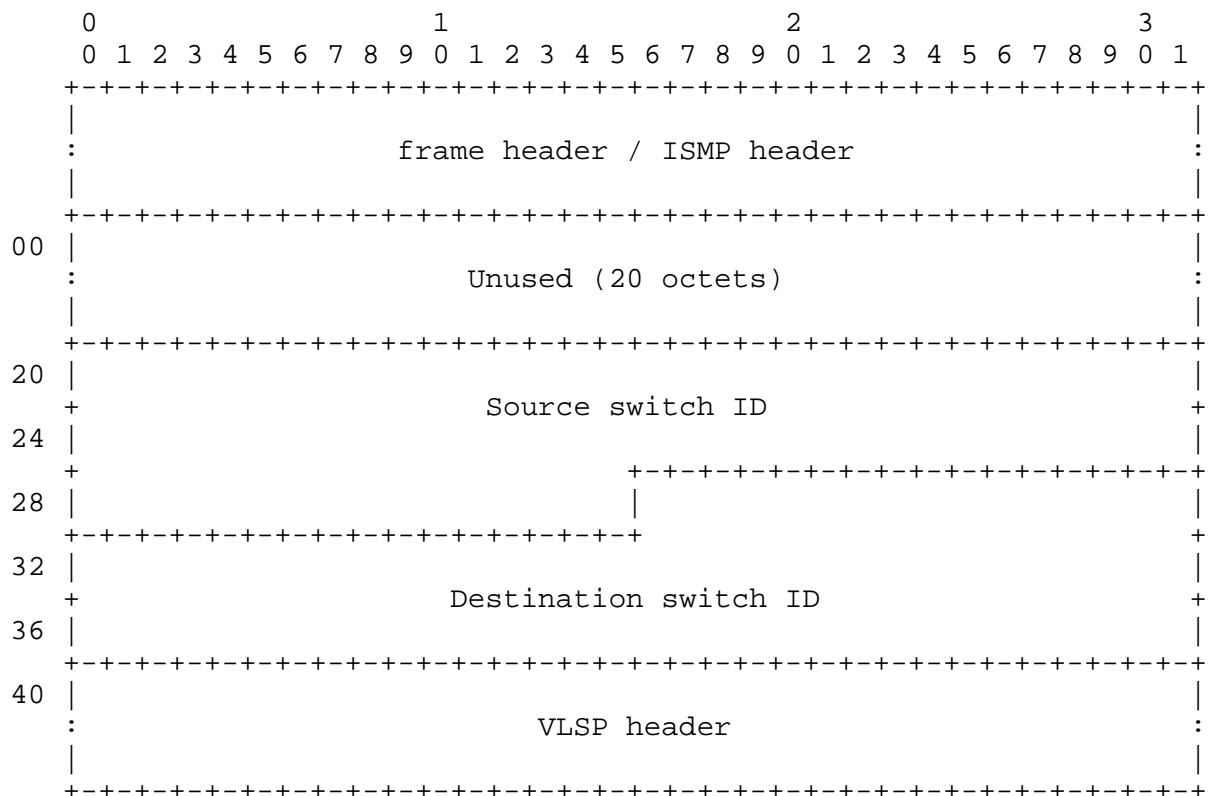 0                   1                   2                   3
 0 1 2 3 4 5 6 7 8 9 0 1 2 3 4 5 6 7 8 9 0 1 2 3 4 5 6 7 8 9 0 1
+-+-+-+-+-+-+-+-+-+-+-+-+-+-+-+-+-+-+-+-+-+-+-+-+-+-+-+-+-+-+-+-+
|                                                               |
:                  frame header / ISMP header                   :
|                                                               |
+-+-+-+-+-+-+-+-+-+-+-+-+-+-+-+-+-+-+-+-+-+-+-+-+-+-+-+-+-+-+-+-+
00 |                                                               |
:                      Unused (20 octets)                       :
|                                                               |
+-+-+-+-+-+-+-+-+-+-+-+-+-+-+-+-+-+-+-+-+-+-+-+-+-+-+-+-+-+-+-+-+
20 |                                                               |
+                       Source switch ID                        +
24 |                                                               |
+                               +-+-+-+-+-+-+-+-+-+-+-+-+-+-+-+-+
28 |                               |                               |
+-+-+-+-+-+-+-+-+-+-+-+-+-+-+-+-+                               +
32 |                                                               |
+                     Destination switch ID                     +
36 |                                                               |
+-+-+-+-+-+-+-+-+-+-+-+-+-+-+-+-+-+-+-+-+-+-+-+-+-+-+-+-+-+-+-+-+
40 |                                                               |
:                          VLSP header                          :
|                                                               |
+-+-+-+-+-+-+-+-+-+-+-+-+-+-+-+-+-+-+-+-+-+-+-+-+-+-+-+-+-+-+-+-+